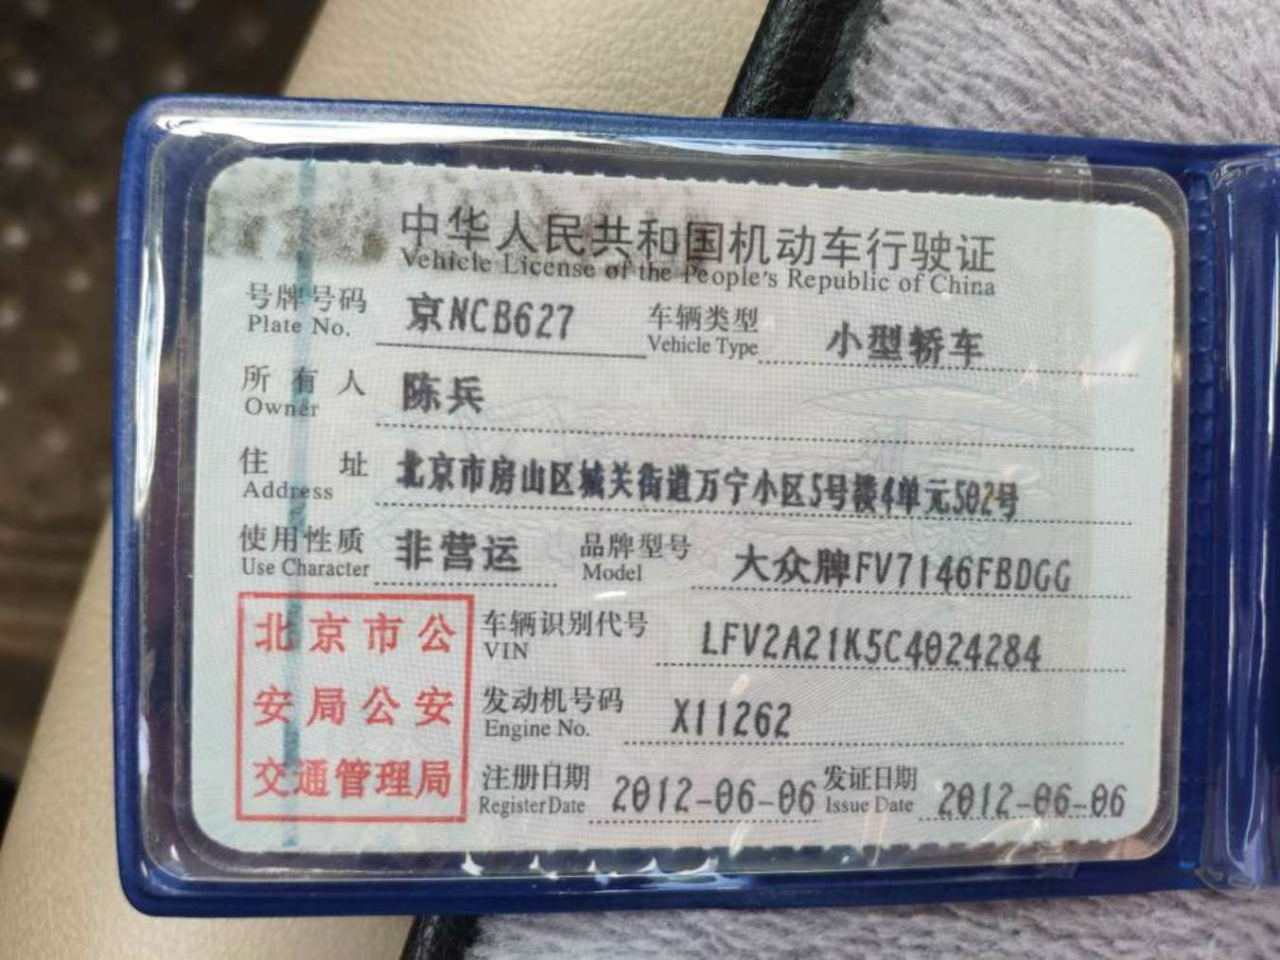 中华人民共和国机动车行驶证
Vehicle License of the People's Republic of China
号牌号码 京NCB627 车辆类型 小型轿车
Plate No. Vehicle Type
所有人 陈兵
Owner
住址 北京市房山区城关街道万宁小区5号楼4单元502号
Address
使用性质 非营运 品牌型号 大众牌FV7146FBDGG
Use Character Model
北京市公
安局公安
交通管理局
车辆识别代号 LFV2A21K5C4024284
VIN
发动机号码 X11262
Engine No.
注册日期 2012-06-06 发证日期 2012-06-06
Register Date Issue Date